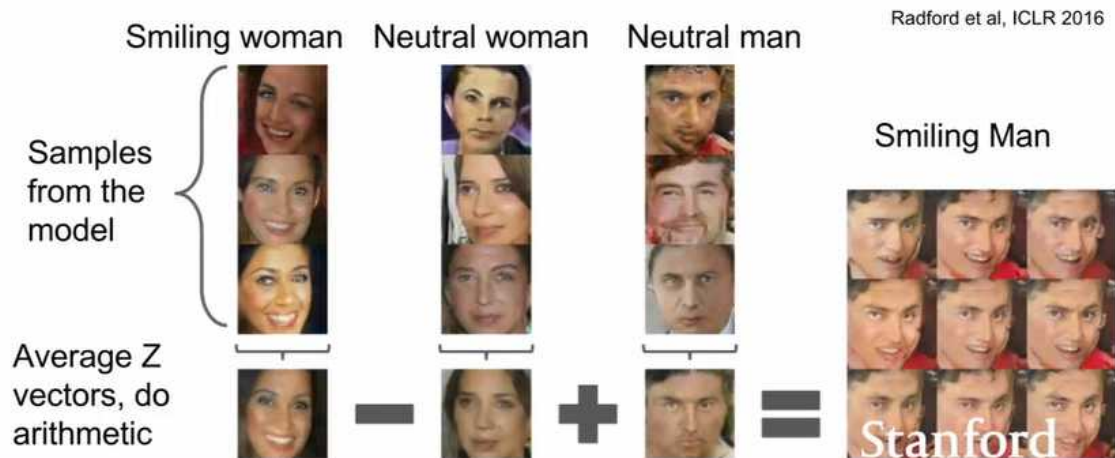 Radford et al, ICLR 2016
Smiling woman
Neutral woman
Neutral man
Samples
from the
model
Smiling Man
Average Z
vectors, do
arithmetic
Stanford